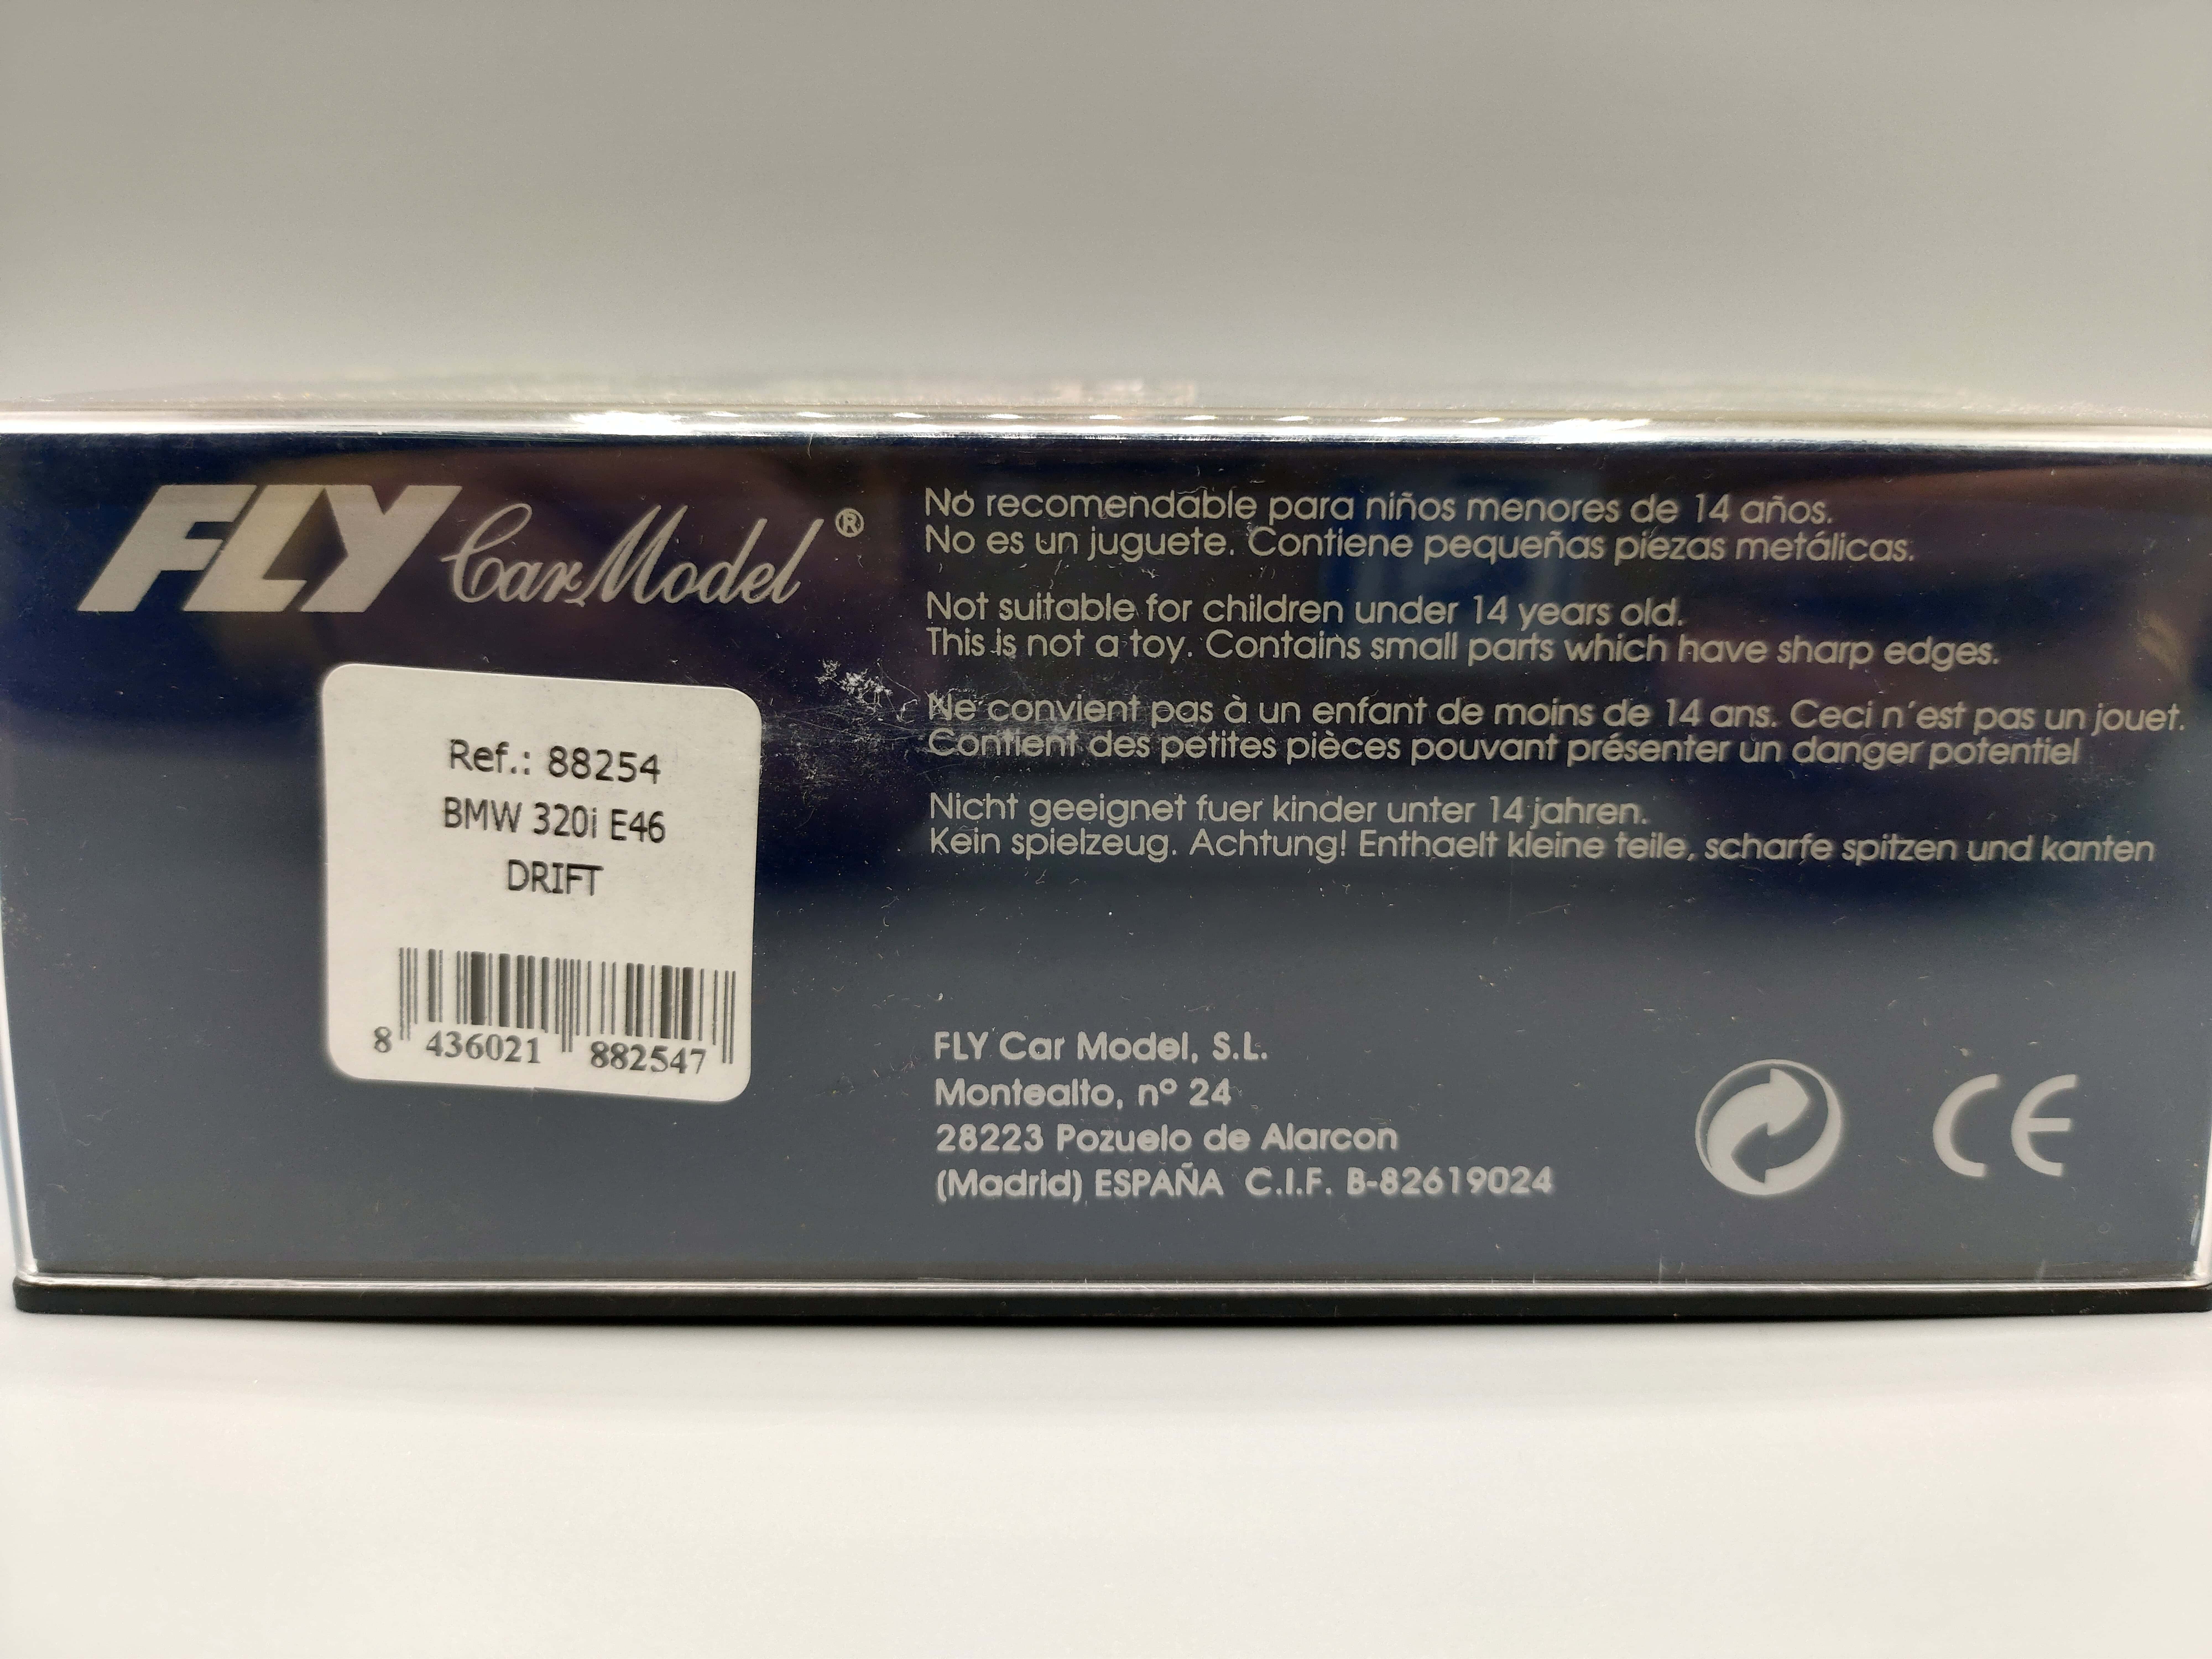 FLY Car Model ®
Ref.: 88254
BMW 320i E46
DRIFT
8 436021 882547
No recomendable para niños menores de 14 años.
No es un juguete. Contiene pequeñas piezas metálicas.
Not suitable for children under 14 years old.
This is not a toy. Contains small parts which have sharp edges.
Ne convient pas à un enfant de moins de 14 ans. Ceci n'est pas un jouet.
Contient des petites pièces pouvant présenter un danger potentiel
Nicht geeignet fuer kinder unter 14 jahren.
Kein spielzeug. Achtung! Enthaelt kleine teile, scharfe spitzen und kanten
FLY Car Model, S.L.
Montealto, nº 24
28223 Pozuelo de Alarcon
(Madrid) ESPAÑA C.I.F. B-82619024
CE